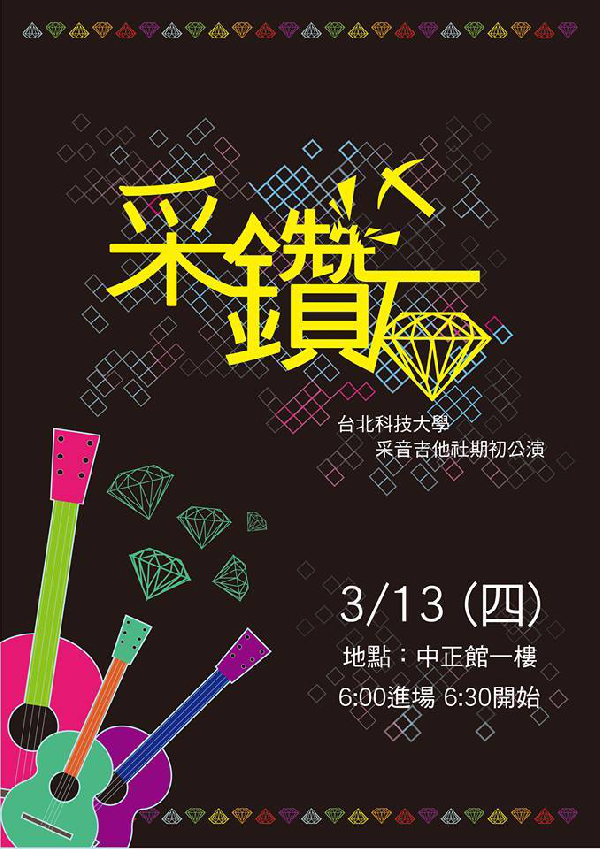 采鑽石
台北科技大學
采音吉他社期初公演
3/13 (四)
地點：中正館一樓
6:00進場 6:30開始